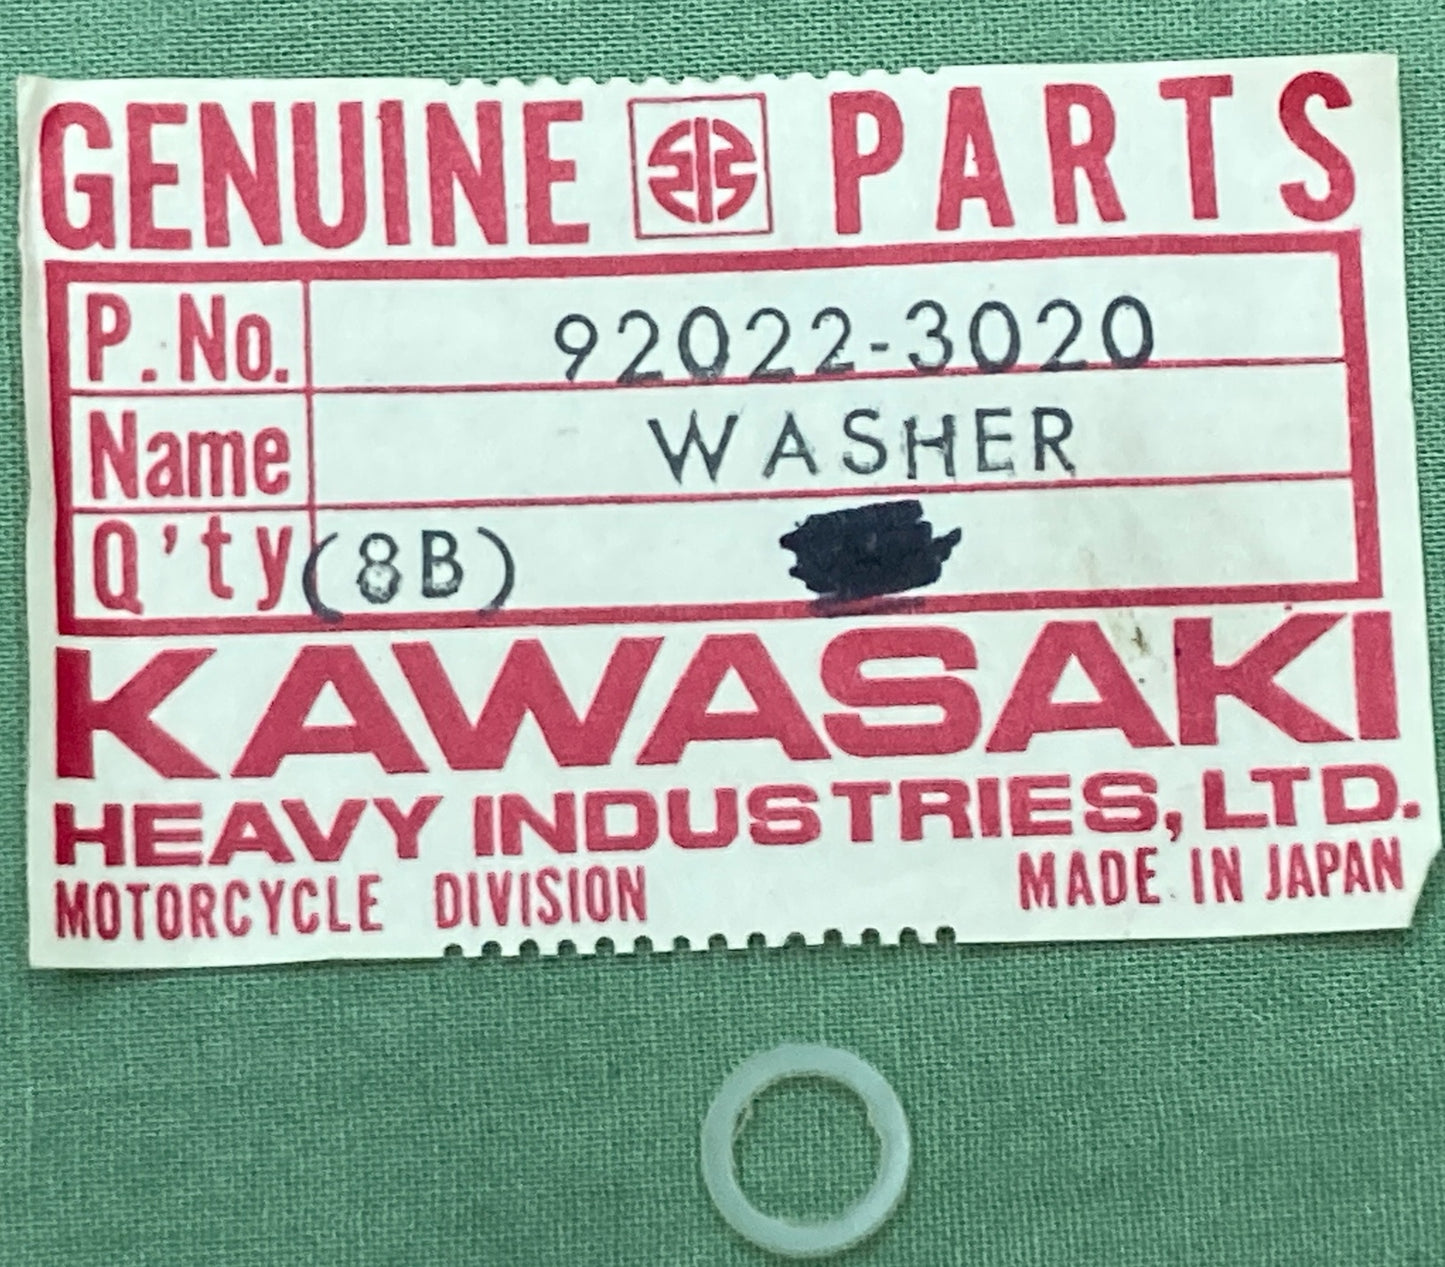 GENUINE PARTS
P.No. 92022-3020
Name WASHER
Q'ty (8B)
KAWASAKI
HEAVY INDUSTRIES, LTD.
MOTORCYCLE DIVISION MADE IN JAPAN